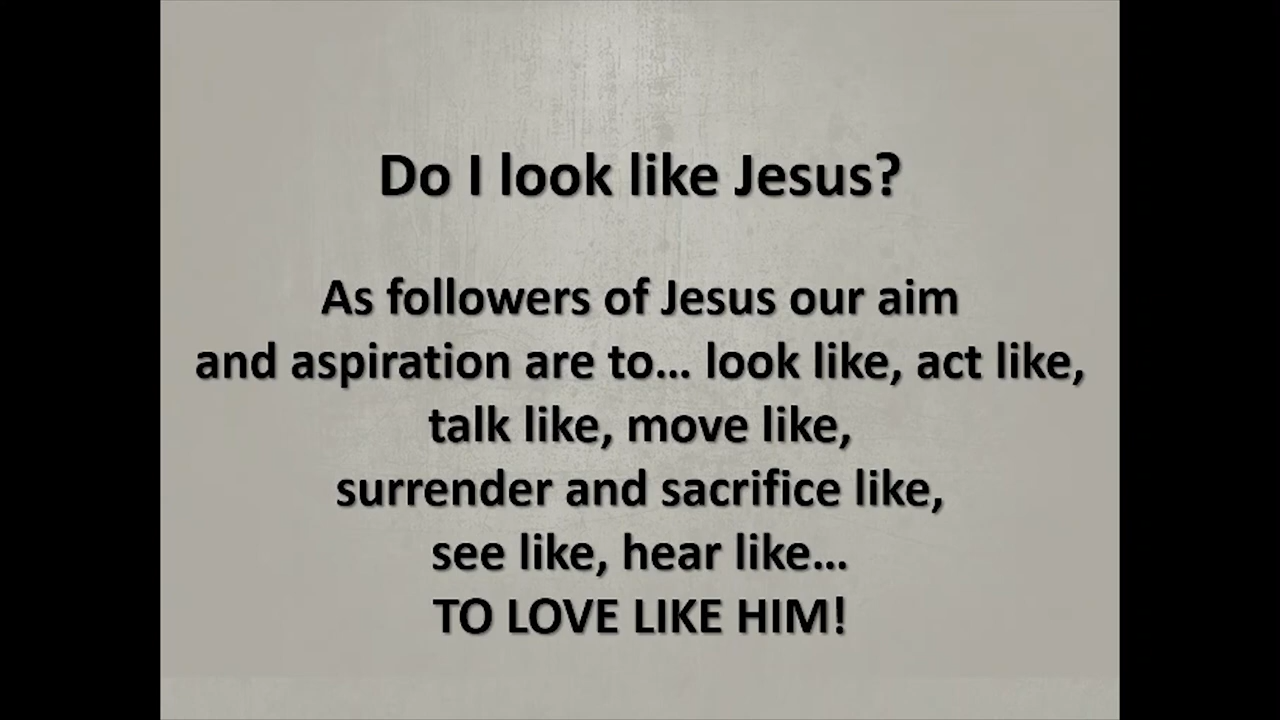 Do I look like Jesus?
As followers of Jesus our aim
and aspiration are to... look like, act like,
talk like, move like,
surrender and sacrifice like,
see like, hear like...
TO LOVE LIKE HIM!